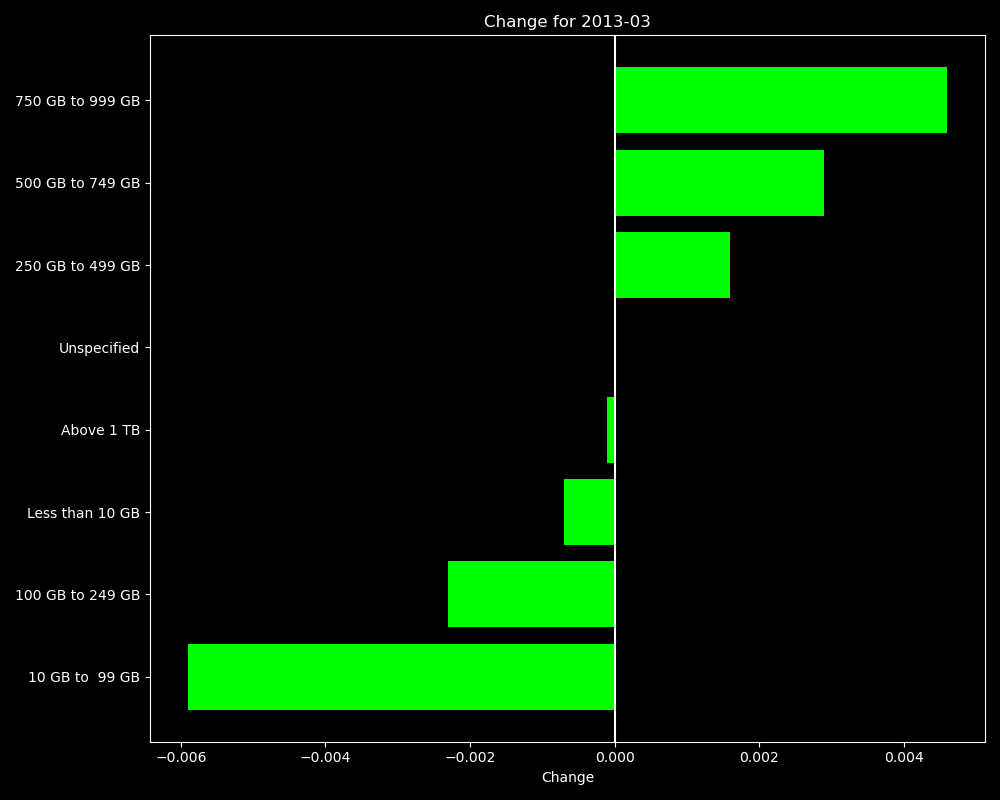 Change for 2013-03
750 GB to 999 GB
500 GB to 749 GB
250 GB to 499 GB
Unspecified
Above 1 TB
Less than 10 GB
100 GB to 249 GB
10 GB to  99 GB
−0.006 −0.004 −0.002 0.000 0.002 0.004
Change